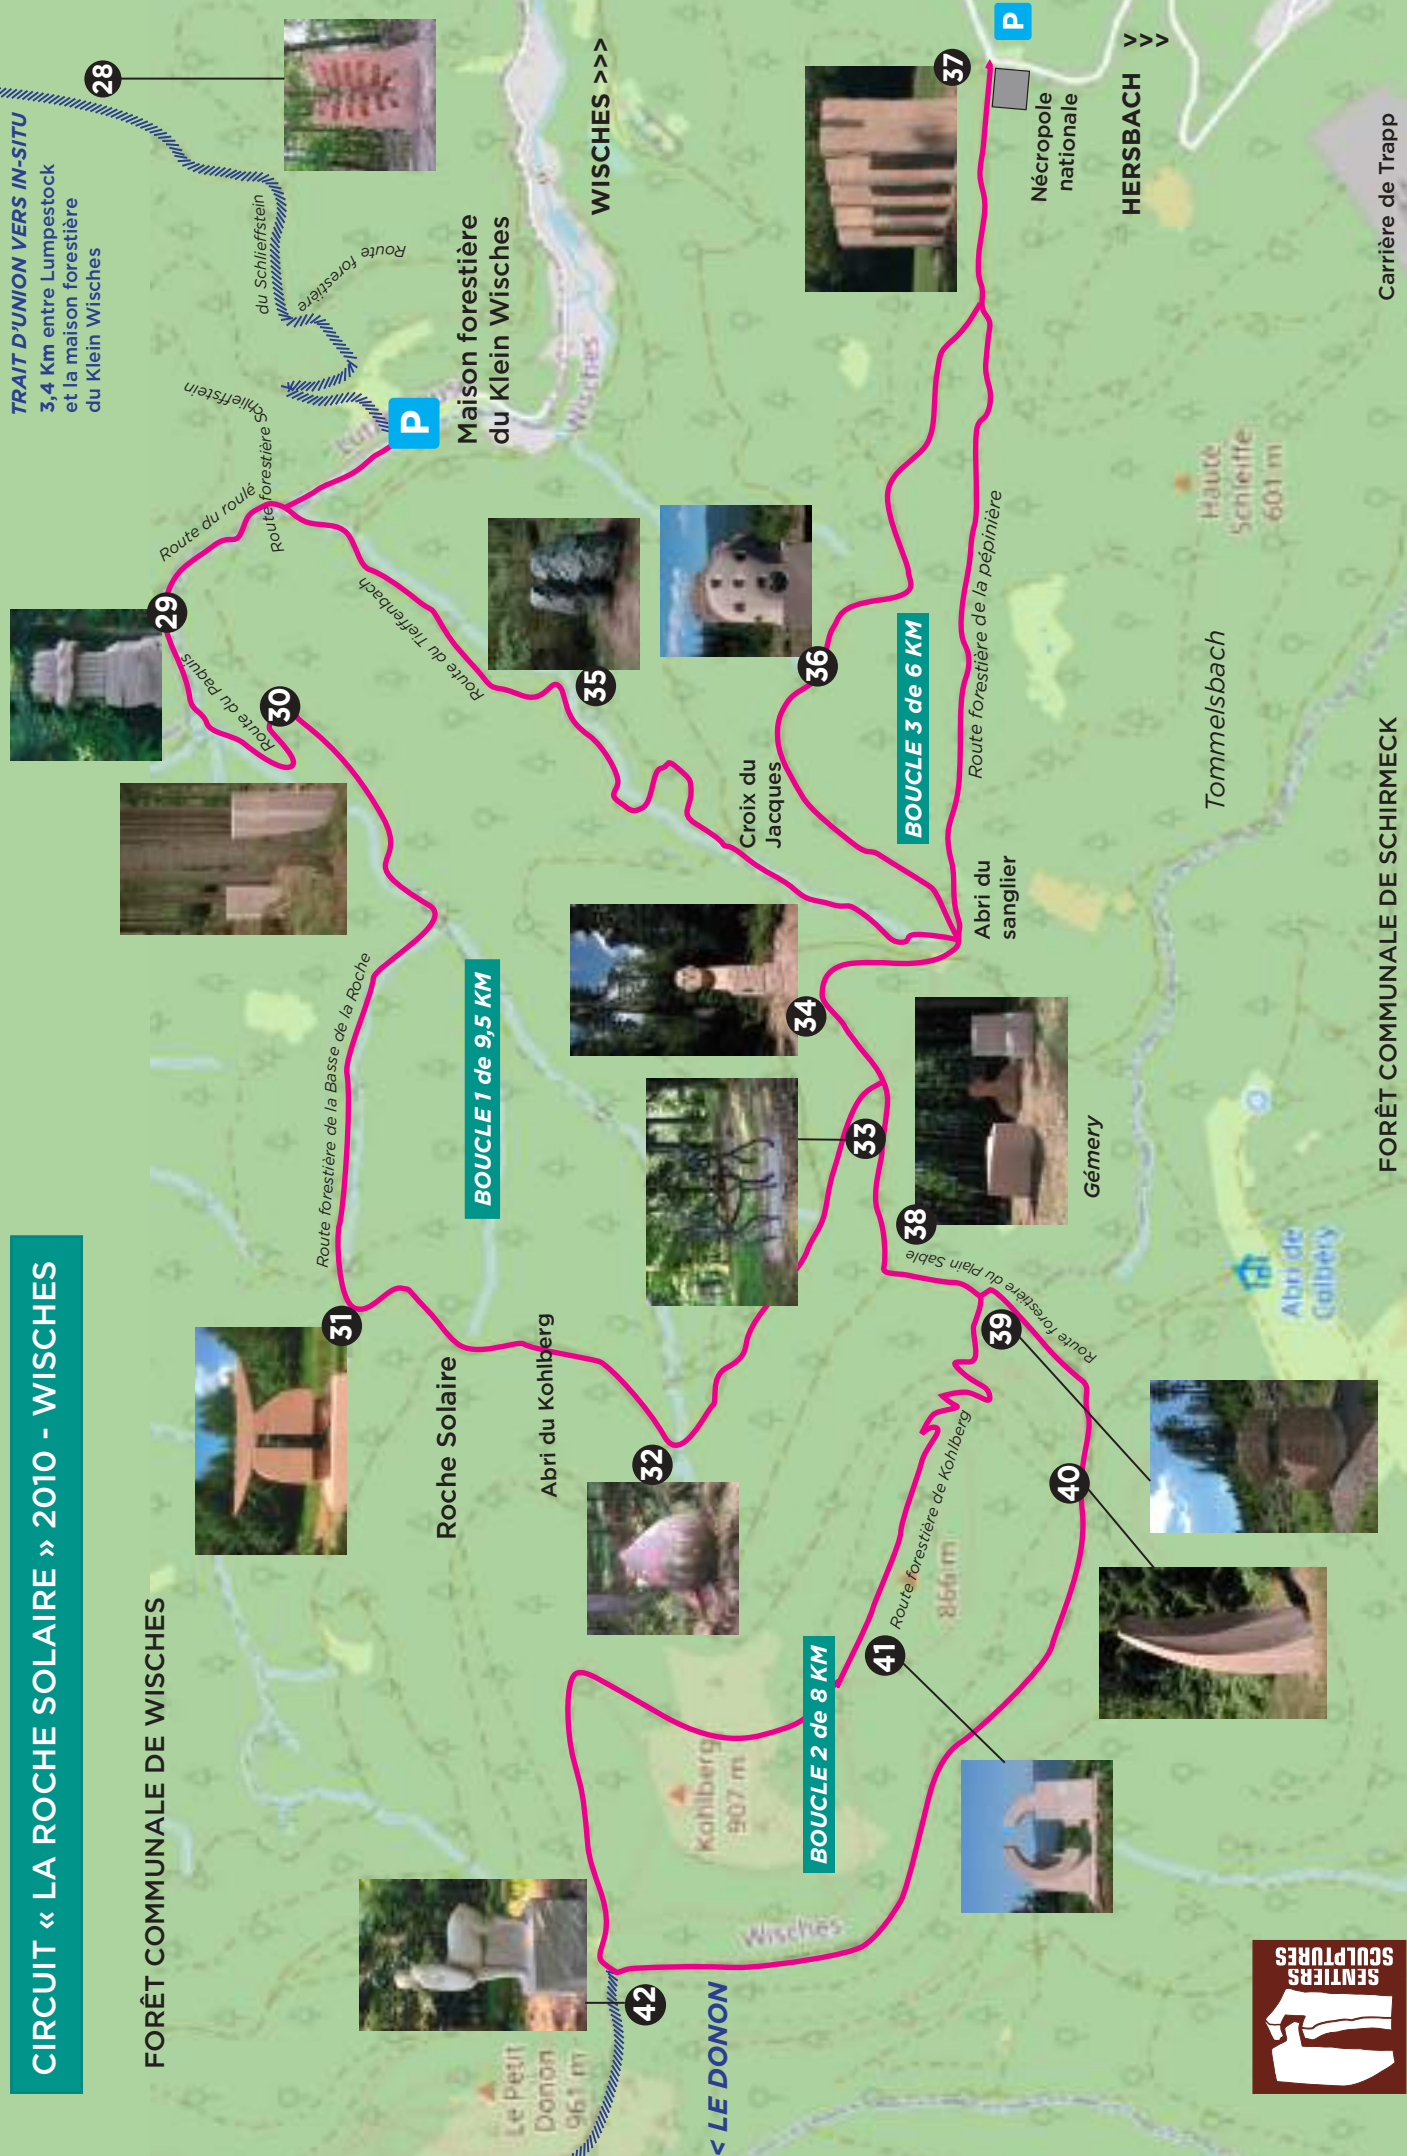 CIRCUIT « LA ROCHE SOLAIRE » 2010 - WISCHES
FORÊT COMMUNALE DE WISCHES
TRAIT D'UNION VERS IN-SITU
3,4 Km entre Lumpestock
et la maison forestière
du Klein Wisches
28
du Schlieffstein
Route forestière
Schlieffstein
Route forestière
Route du roulé
29
Route du Paquis
30
P
Maison forestière
du Klein Wisches
WISCHES >>>
Wisches
Route du Tieffenbach
Route forestière de la Basse de la Roche
31
BOUCLE 1 de 9,5 KM
Roche Solaire
Abri du Kohlberg
32
35
36
Croix du
Jacques
34
33
BOUCLE 3 de 6 KM
37
P
Nécropole
nationale
HERSBACH >>>
Route forestière de la pépinière
Abri du
sanglier
Haute
Schleiffe
601 m
Carrière de Trapp
Tommelsbach
38
Gémery
Route Forestière du Plain Sable
39
40
Route forestière de Kohlberg
41
BOUCLE 2 de 8 KM
Kohlberg
907 m
Wisches
42
Le Petit
Donon
961 m
< LE DONON
Abri de
Calbéry
FORÊT COMMUNALE DE SCHIRMECK
SENTIERS
SCULPTURES